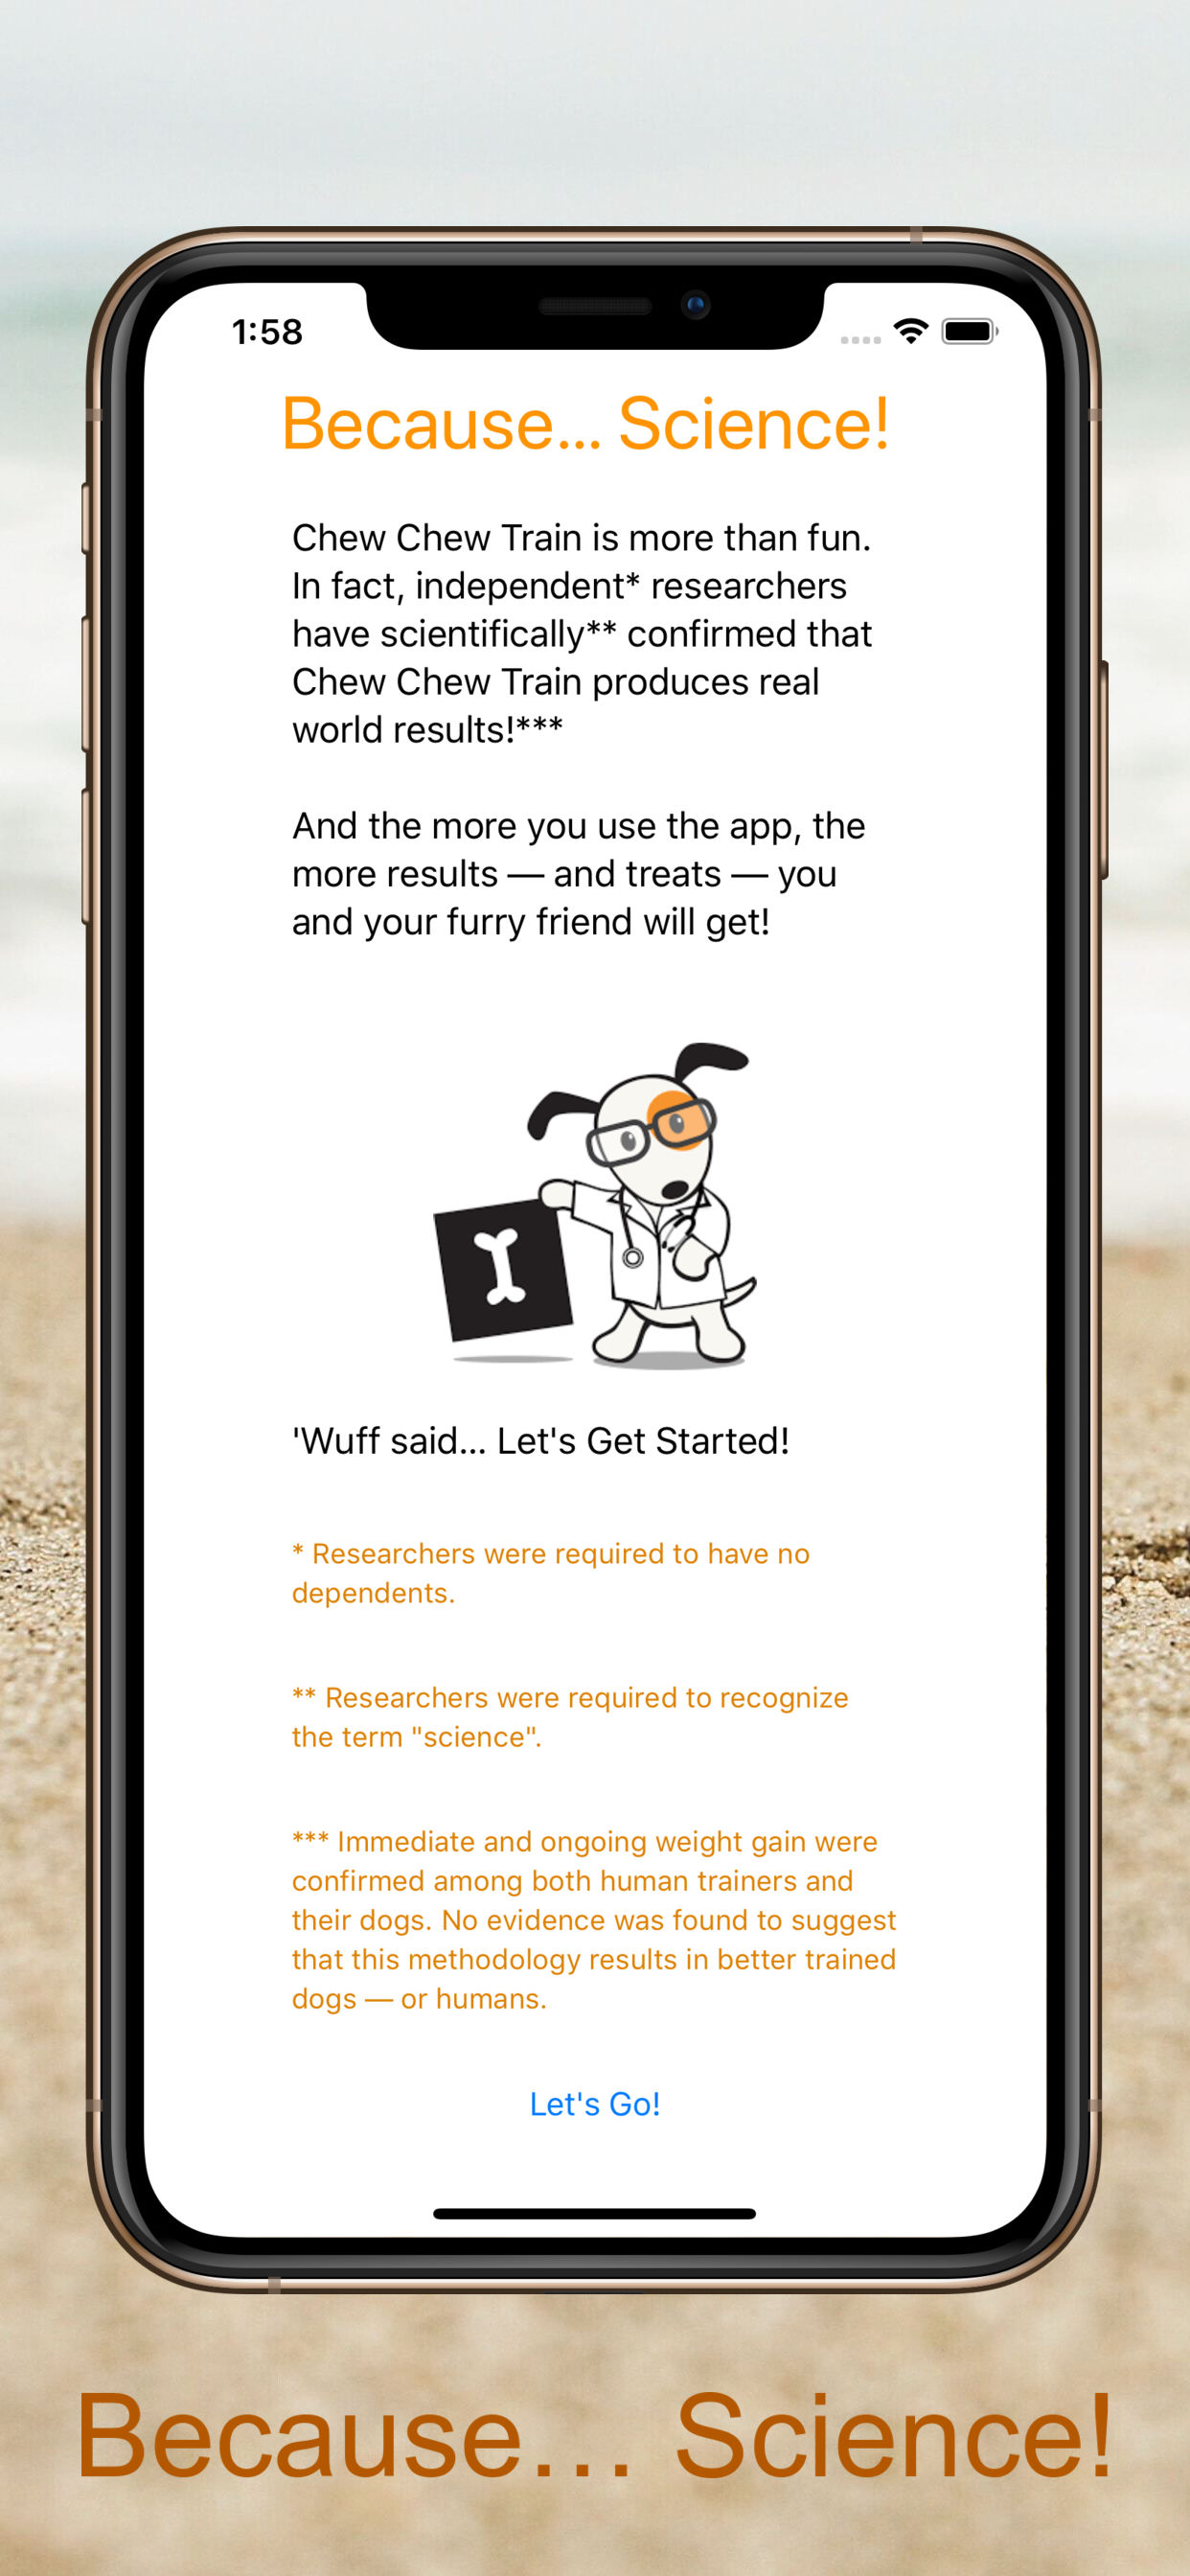 1:58
Because... Science!
Chew Chew Train is more than fun.
In fact, independent* researchers
have scientifically** confirmed that
Chew Chew Train produces real
world results!***
And the more you use the app, the
more results — and treats — you
and your furry friend will get!
'Wuff said... Let's Get Started!
* Researchers were required to have no
dependents.
** Researchers were required to recognize
the term "science".
*** Immediate and ongoing weight gain were
confirmed among both human trainers and
their dogs. No evidence was found to suggest
that this methodology results in better trained
dogs — or humans.
Let's Go!
Because... Science!